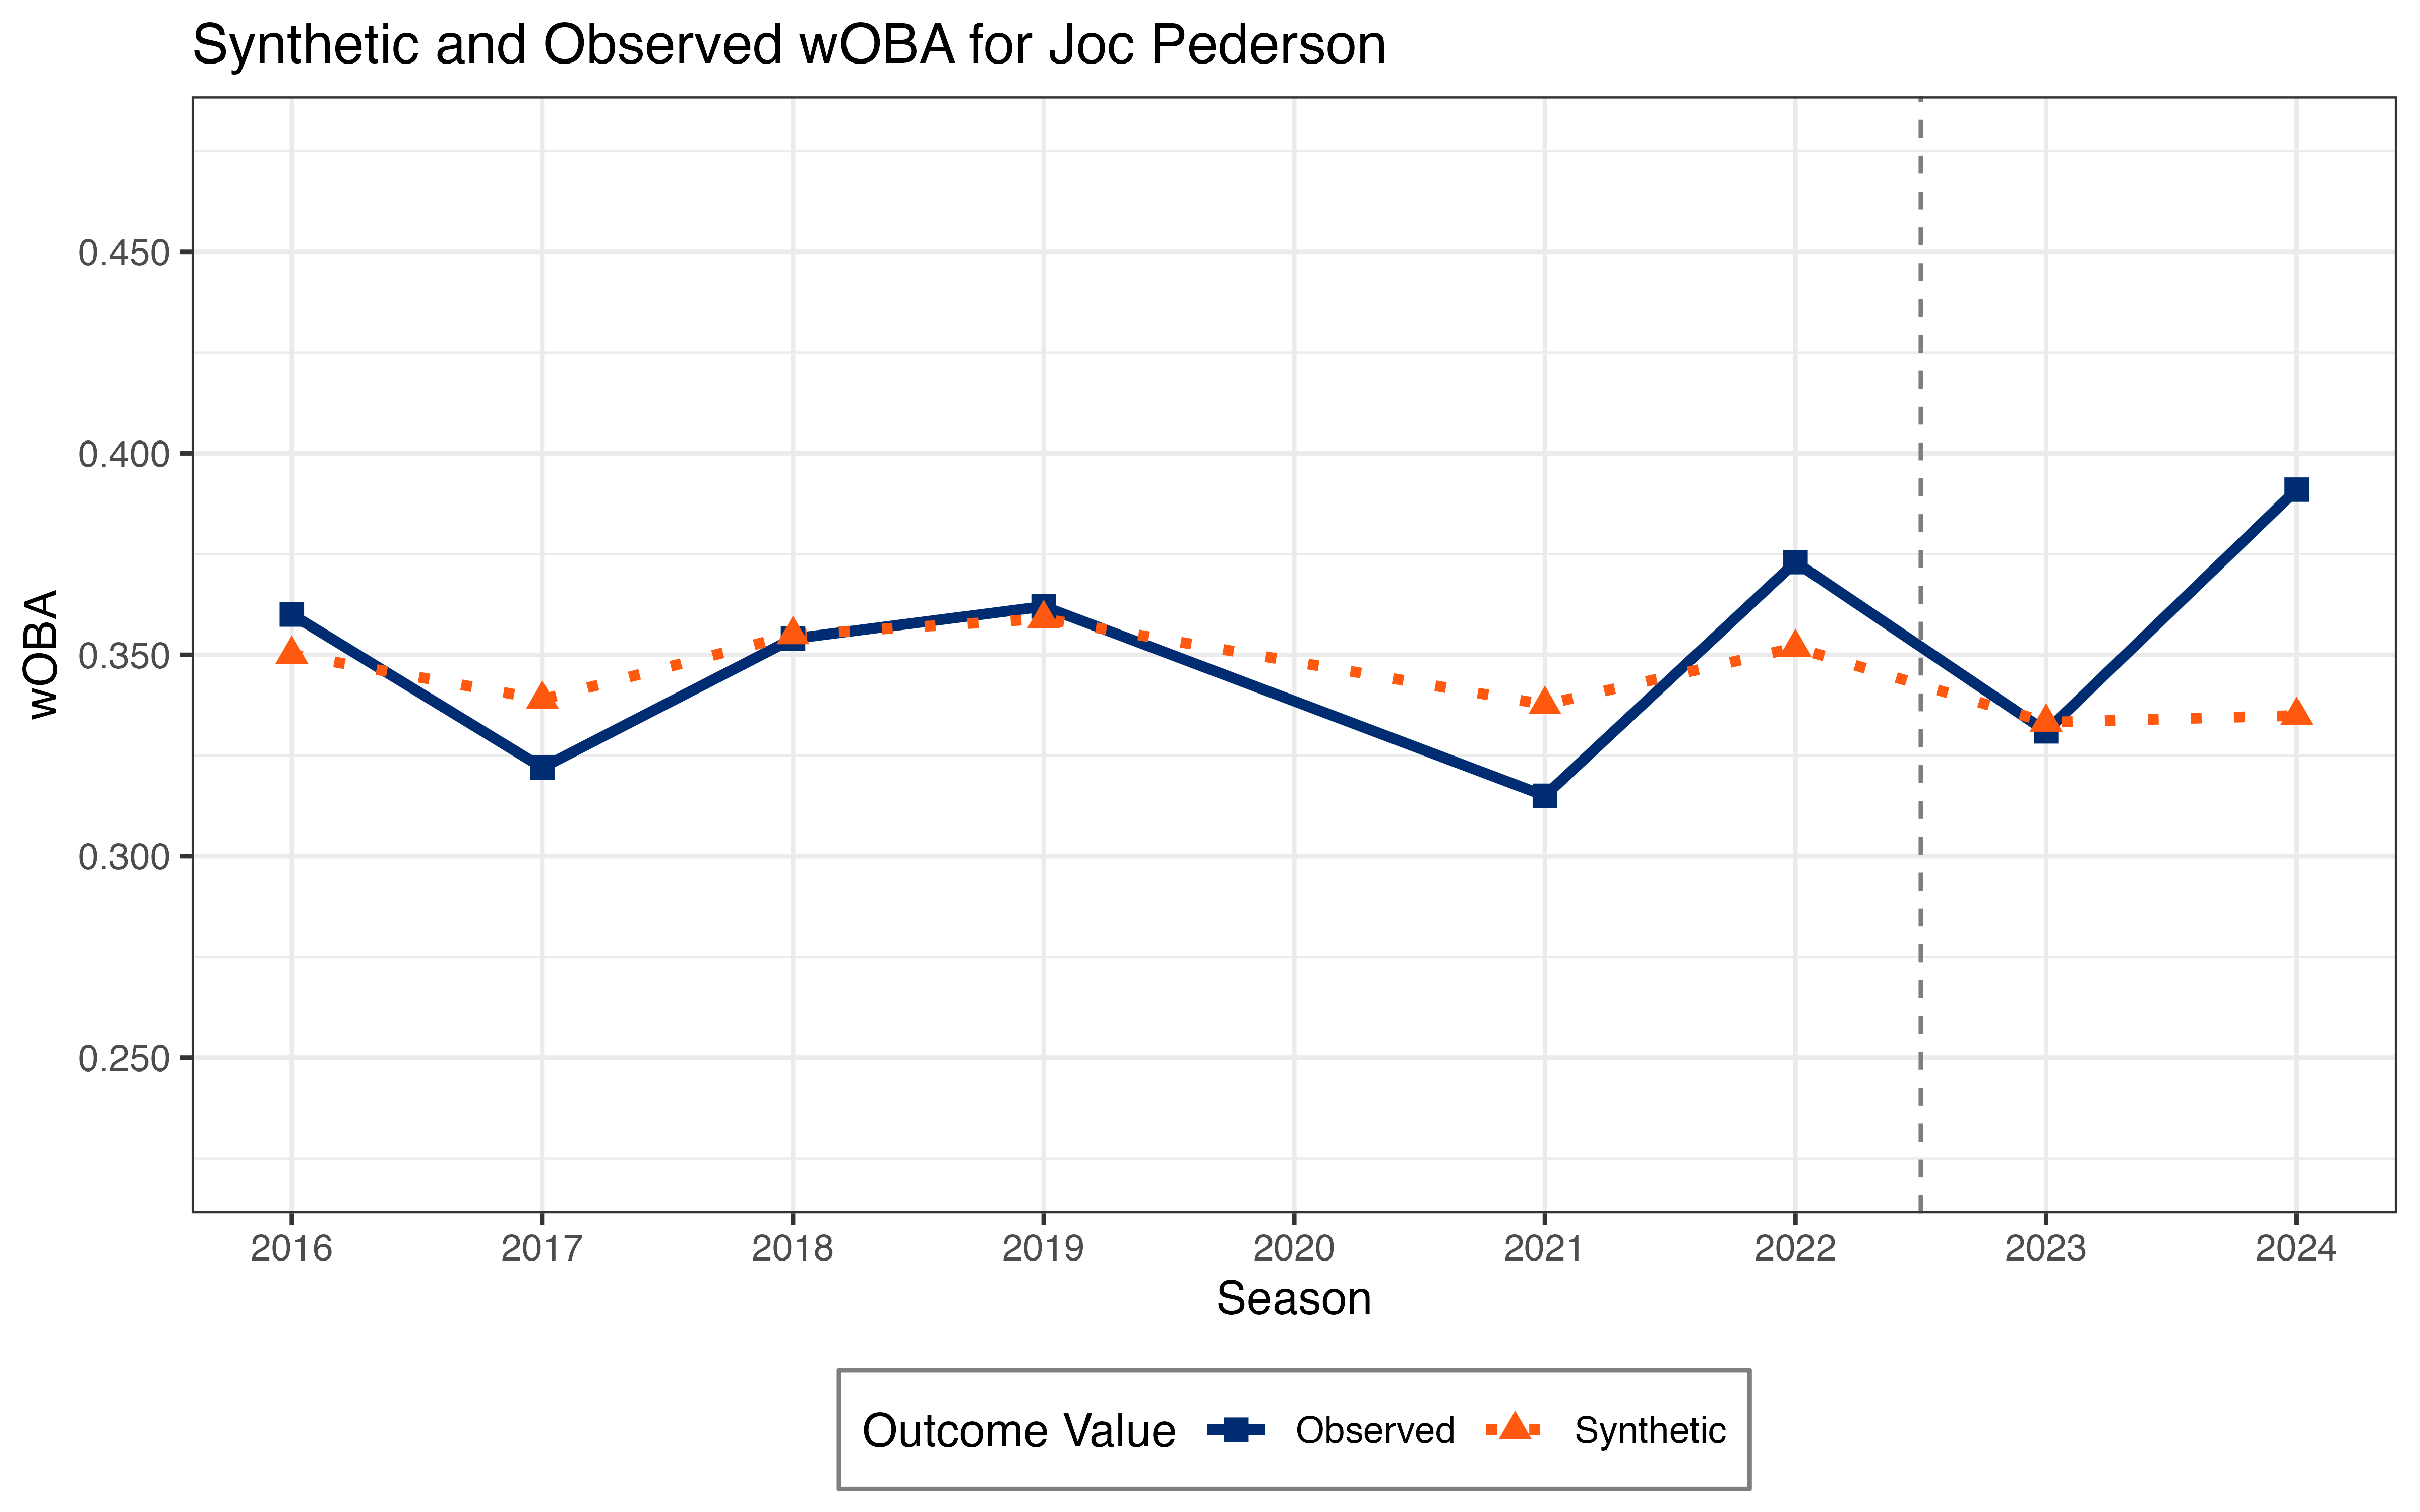 Synthetic and Observed wOBA for Joc Pederson
wOBA
0.450
0.400
0.350
0.300
0.250
2016 2017 2018 2019 2020 2021 2022 2023 2024
Season
Outcome Value Observed Synthetic